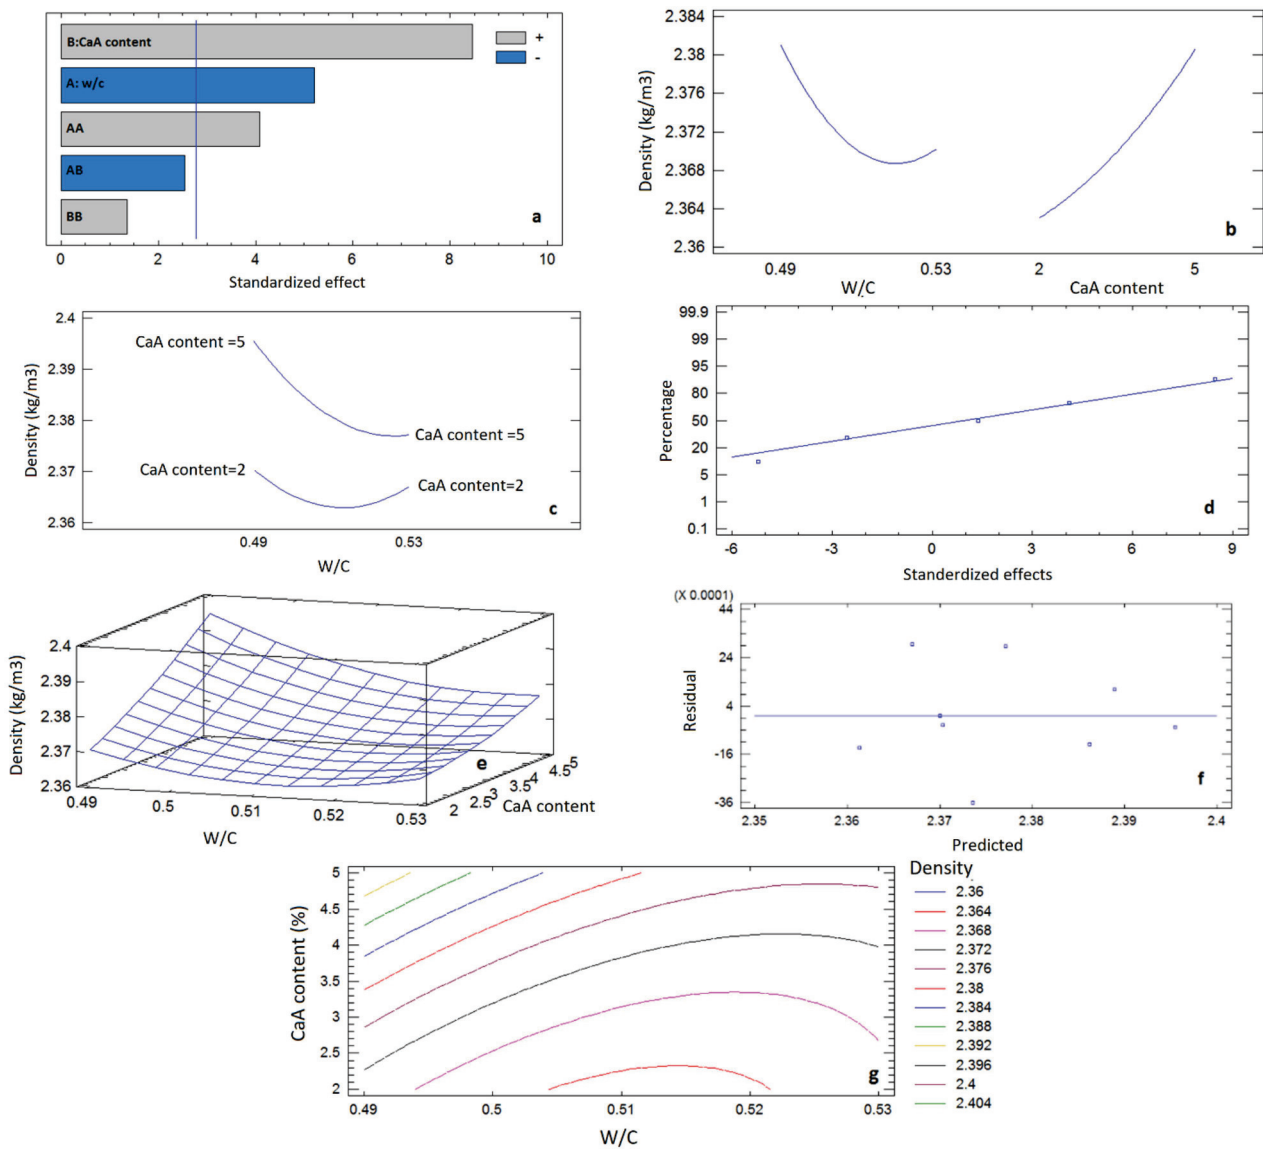 B:CaA content
A: w/c
AA
AB
BB
+
-
a
0 2 4 6 8 10
Standardized effect
2.384
2.38
2.376
2.372
2.368
2.364
2.36
Density (kg/m3)
b
0.49 0.53 2 5
W/C CaA content
2.4
2.39
2.38
2.37
2.36
Density (kg/m3)
CaA content =5
CaA content =5
CaA content=2
CaA content=2
c
0.49 0.53
W/C
99.9
99
95
80
50
20
5
1
0.1
Percentage
d
-6 -3 0 3 6 9
Standerdized effects
2.4
2.39
2.38
2.37
2.36
Density (kg/m3)
e
0.49 0.5 0.51 0.52 0.53
W/C
2 2.5 3 3.5 4 4.5 5
CaA content
(X 0.0001)
44
24
4
-16
-36
Residual
f
2.35 2.36 2.37 2.38 2.39 2.4
Predicted
5
4.5
4
3.5
3
2.5
2
CaA content (%)
g
0.49 0.5 0.51 0.52 0.53
W/C
Density
2.36
2.364
2.368
2.372
2.376
2.38
2.384
2.388
2.392
2.396
2.4
2.404